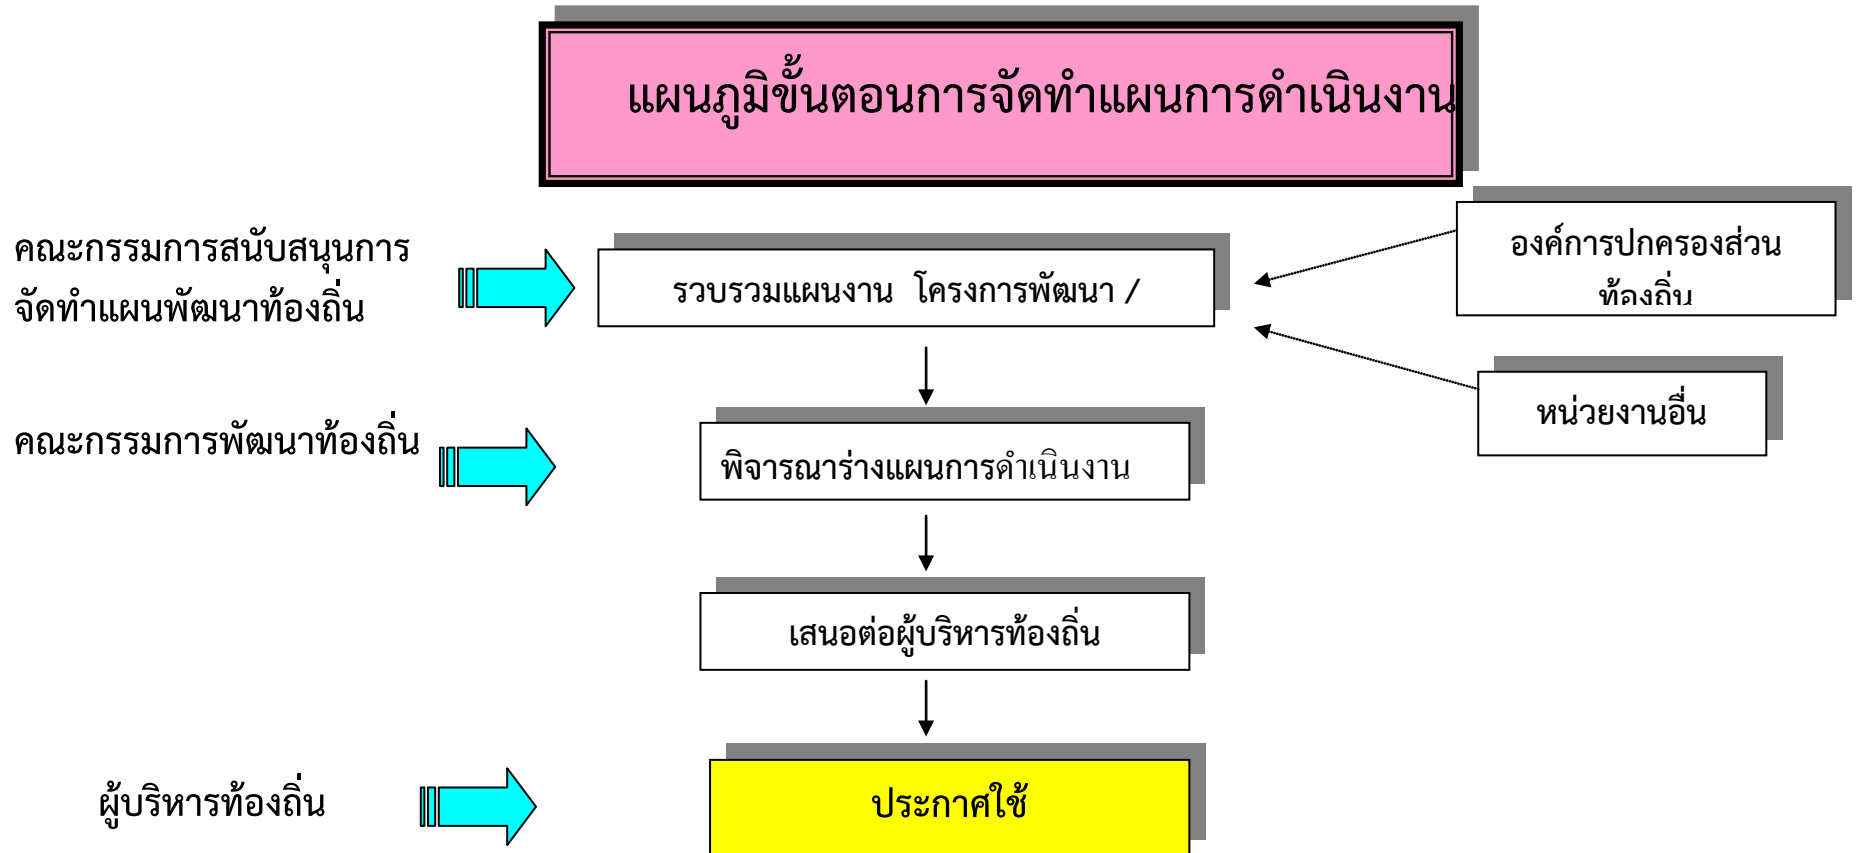 แผนภูมิขั้นตอนการจัดทำแผนการดำเนินงาน
คณะกรรมการสนับสนุนการ
จัดทำแผนพัฒนาท้องถิ่น
รวบรวมแผนงาน โครงการพัฒนา /
องค์การปกครองส่วน
ท้องถิ่น
หน่วยงานอื่น
คณะกรรมการพัฒนาท้องถิ่น
พิจารณาร่างแผนการดำเนินงาน
เสนอต่อผู้บริหารท้องถิ่น
ผู้บริหารท้องถิ่น
ประกาศใช้